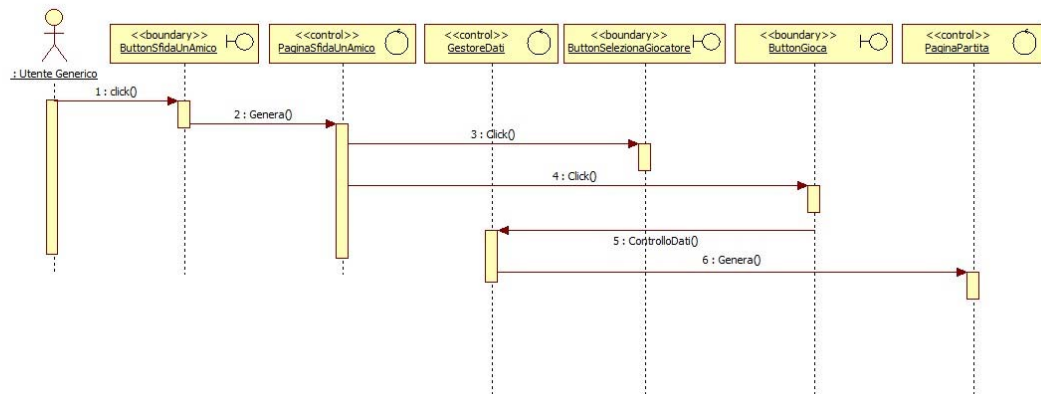 <<boundary>>
ButtonSfidaUnAmico
<<control>>
PaginaSfidaUnAmico
<<control>>
GestoreDati
<<boundary>>
ButtonSelezionaGiocatore
<<boundary>>
ButtonGioca
<<control>>
PaginaPartita
: Utente Generico
1 : click()
2 : Genera()
3 : Click()
4 : Click()
5 : ControlloDati()
6 : Genera()